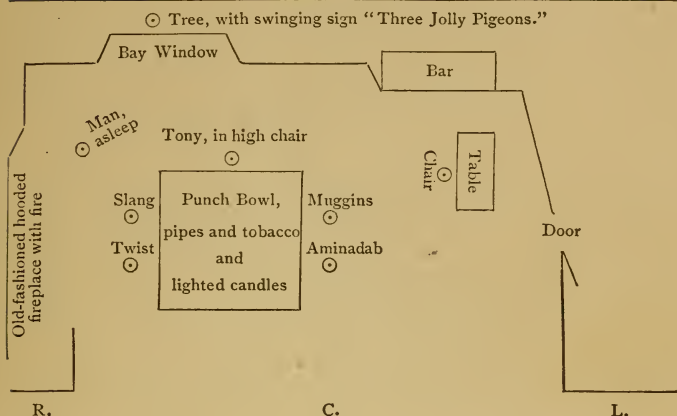 Tree, with swinging sign "Three Jolly Pigeons."
Bay Window
Bar
Man,
asleep
Tony, in high chair
Chair
Table
Slang
Punch Bowl,
Muggins
pipes and tobacco
Twist
and
Aminadab
lighted candles
Door
Old-fashioned hooded
fireplace with fire
R.
C.
L.